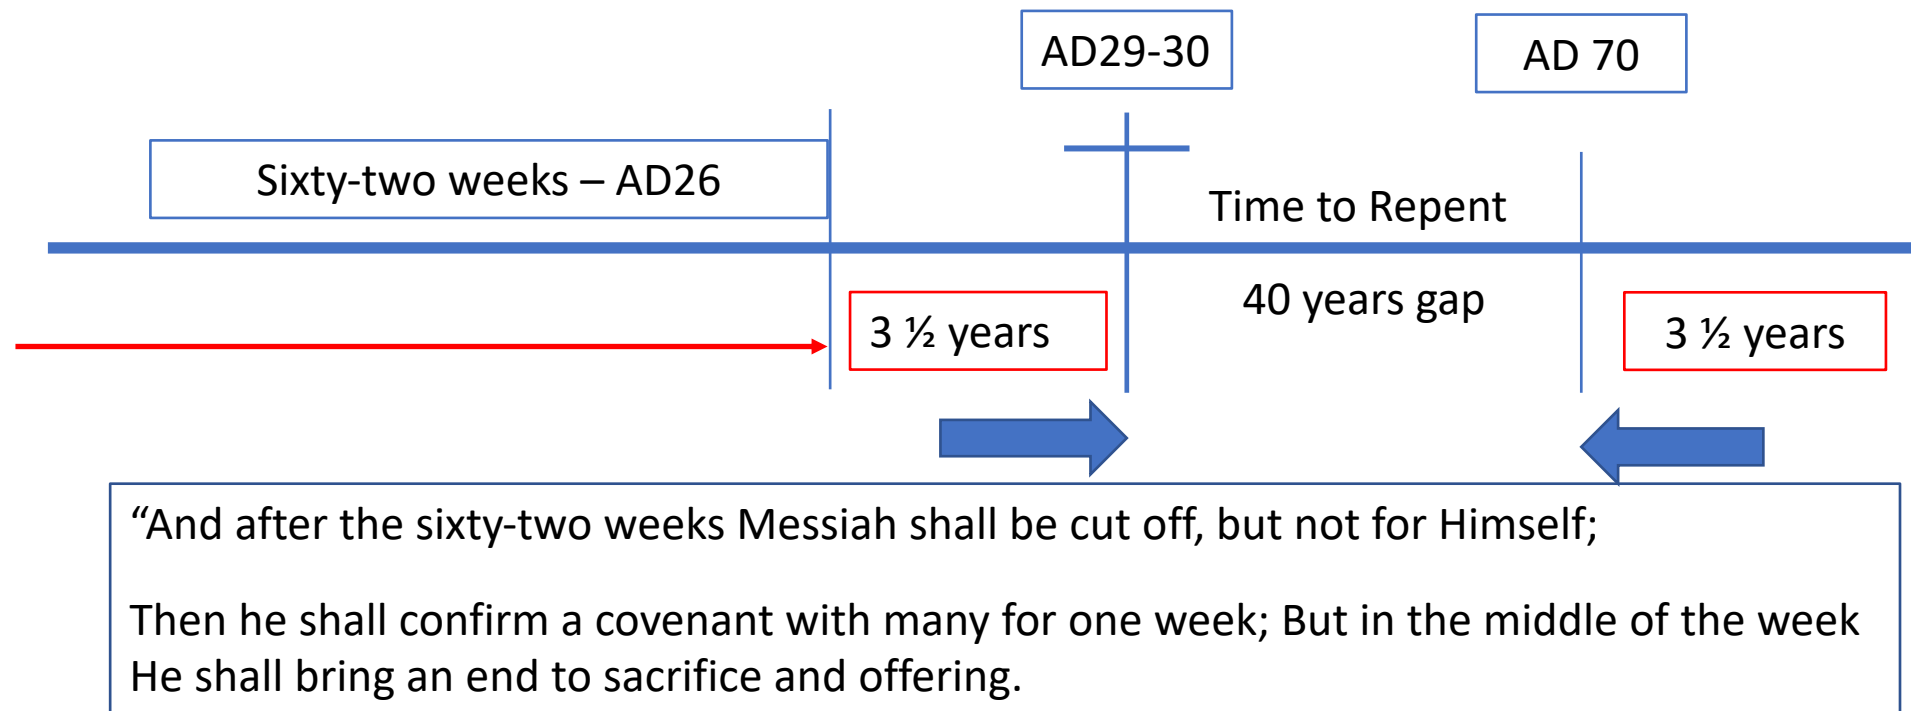 AD29-30
AD 70
Sixty-two weeks – AD26
Time to Repent
40 years gap
3 ½ years
3 ½ years
“And after the sixty-two weeks Messiah shall be cut off, but not for Himself;
Then he shall confirm a covenant with many for one week; But in the middle of the week
He shall bring an end to sacrifice and offering.